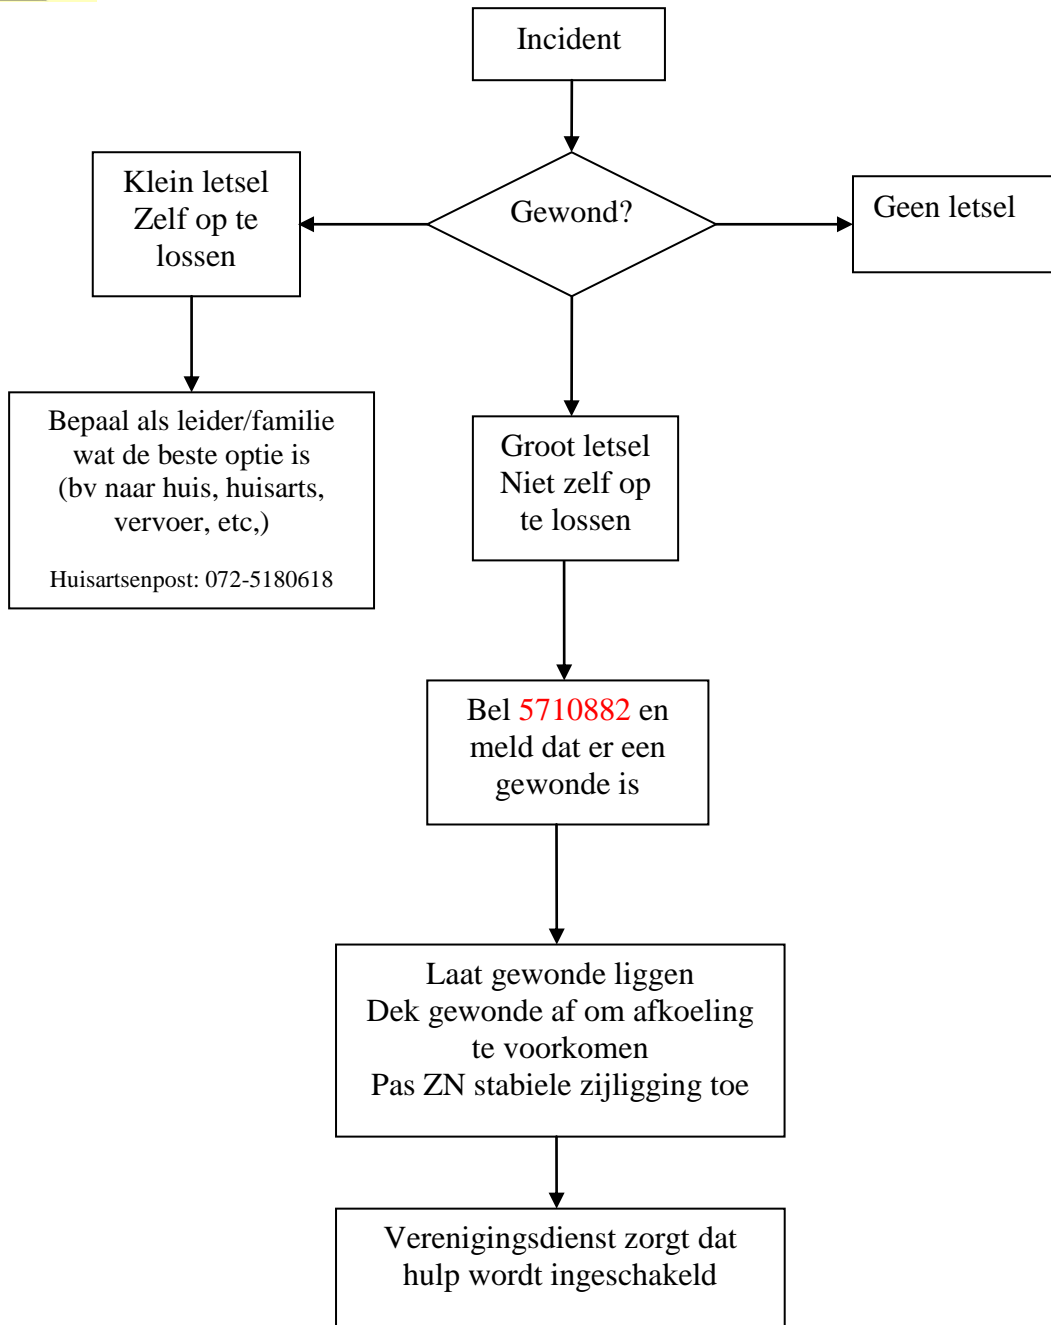 Incident
Gewond?
Klein letsel
Zelf op te
lossen
Geen letsel
Bepaal als leider/familie
wat de beste optie is
(bv naar huis, huisarts,
vervoer, etc,)
Huisartsenpost: 072-5180618
Groot letsel
Niet zelf op
te lossen
Bel 5710882 en
meld dat er een
gewonde is
Laat gewonde liggen
Dek gewonde af om afkoeling
te voorkomen
Pas ZN stabiele zijligging toe
Verenigingsdienst zorgt dat
hulp wordt ingeschakeld